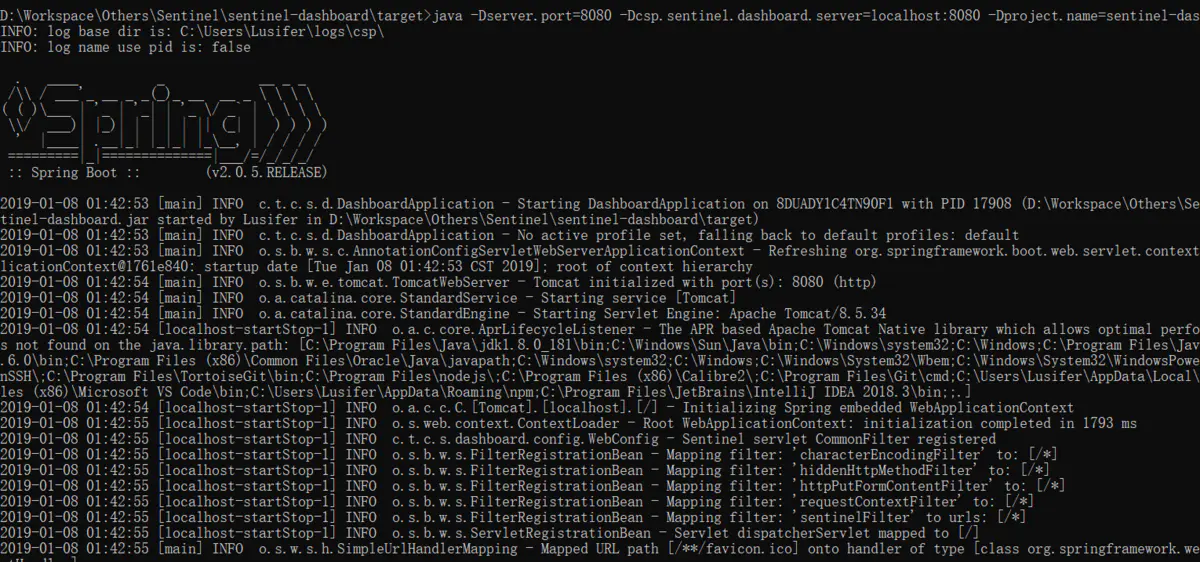 D:\Workspace\Others\Sentinel\sentinel-dashboard\target>java -Dserver.port=8080 -Dcsp.sentinel.dashboard.server=localhost:8080 -Dproject.name=sentinel-das
INFO: log base dir is: C:\Users\Lusifer\logs\csp\
INFO: log name use pid is: false
Spring
:: Spring Boot ::        (v2.0.5.RELEASE)
2019-01-08 01:42:53 [main] INFO  c.t.c.s.d.DashboardApplication - Starting DashboardApplication on 8DUADY1C4TN90F1 with PID 17908 (D:\Workspace\Others\Se
tinel-dashboard.jar started by Lusifer in D:\Workspace\Others\Sentinel\sentinel-dashboard\target)
2019-01-08 01:42:53 [main] INFO  c.t.c.s.d.DashboardApplication - No active profile set, falling back to default profiles: default
2019-01-08 01:42:53 [main] INFO  o.s.b.w.s.c.AnnotationConfigServletWebServerApplicationContext - Refreshing org.springframework.boot.web.servlet.context
licationContext@1761e840: startup date [Tue Jan 08 01:42:53 CST 2019]; root of context hierarchy
2019-01-08 01:42:54 [main] INFO  o.s.b.w.e.tomcat.TomcatWebServer - Tomcat initialized with port(s): 8080 (http)
2019-01-08 01:42:54 [main] INFO  o.a.catalina.core.StandardService - Starting service [Tomcat]
2019-01-08 01:42:54 [main] INFO  o.a.catalina.core.StandardEngine - Starting Servlet Engine: Apache Tomcat/8.5.34
2019-01-08 01:42:54 [localhost-startStop-1] INFO  o.a.c.core.AprLifecycleListener - The APR based Apache Tomcat Native library which allows optimal perfo
s not found on the java.library.path: [C:\Program Files\Java\jdk1.8.0_181\bin;C:\Windows\Sun\Java\bin;C:\Windows\system32;C:\Windows;C:\Program Files\Jav
.6.0\bin;C:\Program Files (x86)\Common Files\Oracle\Java\javapath;C:\Windows\system32;C:\Windows;C:\Windows\System32\Wbem;C:\Windows\System32\WindowsPowe
nSSH\;C:\Program Files\TortoiseGit\bin;C:\Program Files\nodejs\;C:\Program Files (x86)\Calibre2\;C:\Program Files\Git\cmd;C:\Users\Lusifer\AppData\Local\
les (x86)\Microsoft VS Code\bin;C:\Users\Lusifer\AppData\Roaming\npm;C:\Program Files\JetBrains\IntelliJ IDEA 2018.3\bin;;.]
2019-01-08 01:42:54 [localhost-startStop-1] INFO  o.a.c.c.C.[Tomcat].[localhost].[/] - Initializing Spring embedded WebApplicationContext
2019-01-08 01:42:55 [localhost-startStop-1] INFO  o.s.web.context.ContextLoader - Root WebApplicationContext: initialization completed in 1793 ms
2019-01-08 01:42:55 [localhost-startStop-1] INFO  c.t.c.s.dashboard.config.WebConfig - Sentinel servlet CommonFilter registered
2019-01-08 01:42:55 [localhost-startStop-1] INFO  o.s.b.w.s.FilterRegistrationBean - Mapping filter: 'characterEncodingFilter' to: [/*]
2019-01-08 01:42:55 [localhost-startStop-1] INFO  o.s.b.w.s.FilterRegistrationBean - Mapping filter: 'hiddenHttpMethodFilter' to: [/*]
2019-01-08 01:42:55 [localhost-startStop-1] INFO  o.s.b.w.s.FilterRegistrationBean - Mapping filter: 'httpPutFormContentFilter' to: [/*]
2019-01-08 01:42:55 [localhost-startStop-1] INFO  o.s.b.w.s.FilterRegistrationBean - Mapping filter: 'requestContextFilter' to: [/*]
2019-01-08 01:42:55 [localhost-startStop-1] INFO  o.s.b.w.s.FilterRegistrationBean - Mapping filter: 'sentinelFilter' to urls: [/*]
2019-01-08 01:42:55 [localhost-startStop-1] INFO  o.s.b.w.s.ServletRegistrationBean - Servlet dispatcherServlet mapped to [/]
2019-01-08 01:42:55 [main] INFO  o.s.w.s.h.SimpleUrlHandlerMapping - Mapped URL path [/**/favicon.ico] onto handler of type [class org.springframework.we